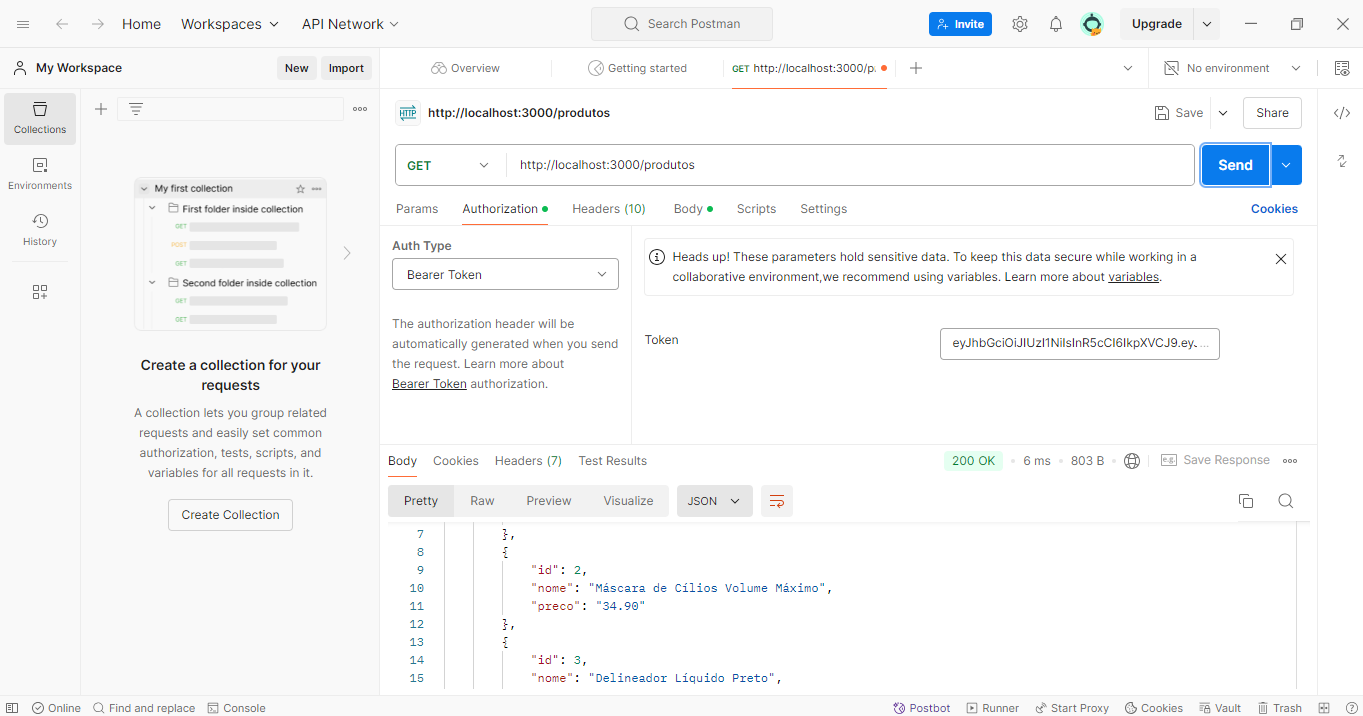 Home Workspaces API Network Search Postman Invite Upgrade
My Workspace New Import Overview Getting started GET http://localhost:3000/p. No environment
Collections
Environments
History
My first collection
First folder inside collection
GET
POST
GET
Second folder inside collection
GET
GET
Create a collection for your
requests
A collection lets you group related
requests and easily set common
authorization, tests, scripts, and
variables for all requests in it.
Create Collection
HTTP http://localhost:3000/produtos Save Share
GET http://localhost:3000/produtos Send
Params Authorization Headers (10) Body Scripts Settings Cookies
Auth Type
Bearer Token
The authorization header will be
automatically generated when you send
the request. Learn more about
Bearer Token authorization.
Heads up! These parameters hold sensitive data. To keep this data secure while working in a
collaborative environment,we recommend using variables. Learn more about variables.
Token eyJhbGciOiJIUzI1NiIsInR5cCI6IkpXVCJ9.ey. ...
Body Cookies Headers (7) Test Results 200 OK 6 ms 803 B e.g. Save Response
Pretty Raw Preview Visualize JSON
7 },
8 {
9 "id": 2,
10 "nome": "Máscara de Cílios Volume Máximo",
11 "preco": "34.90"
12 },
13 {
14 "id": 3,
15 "nome": "Delineador Líquido Preto",
Online Find and replace Console Postbot Runner Start Proxy Cookies Vault Trash